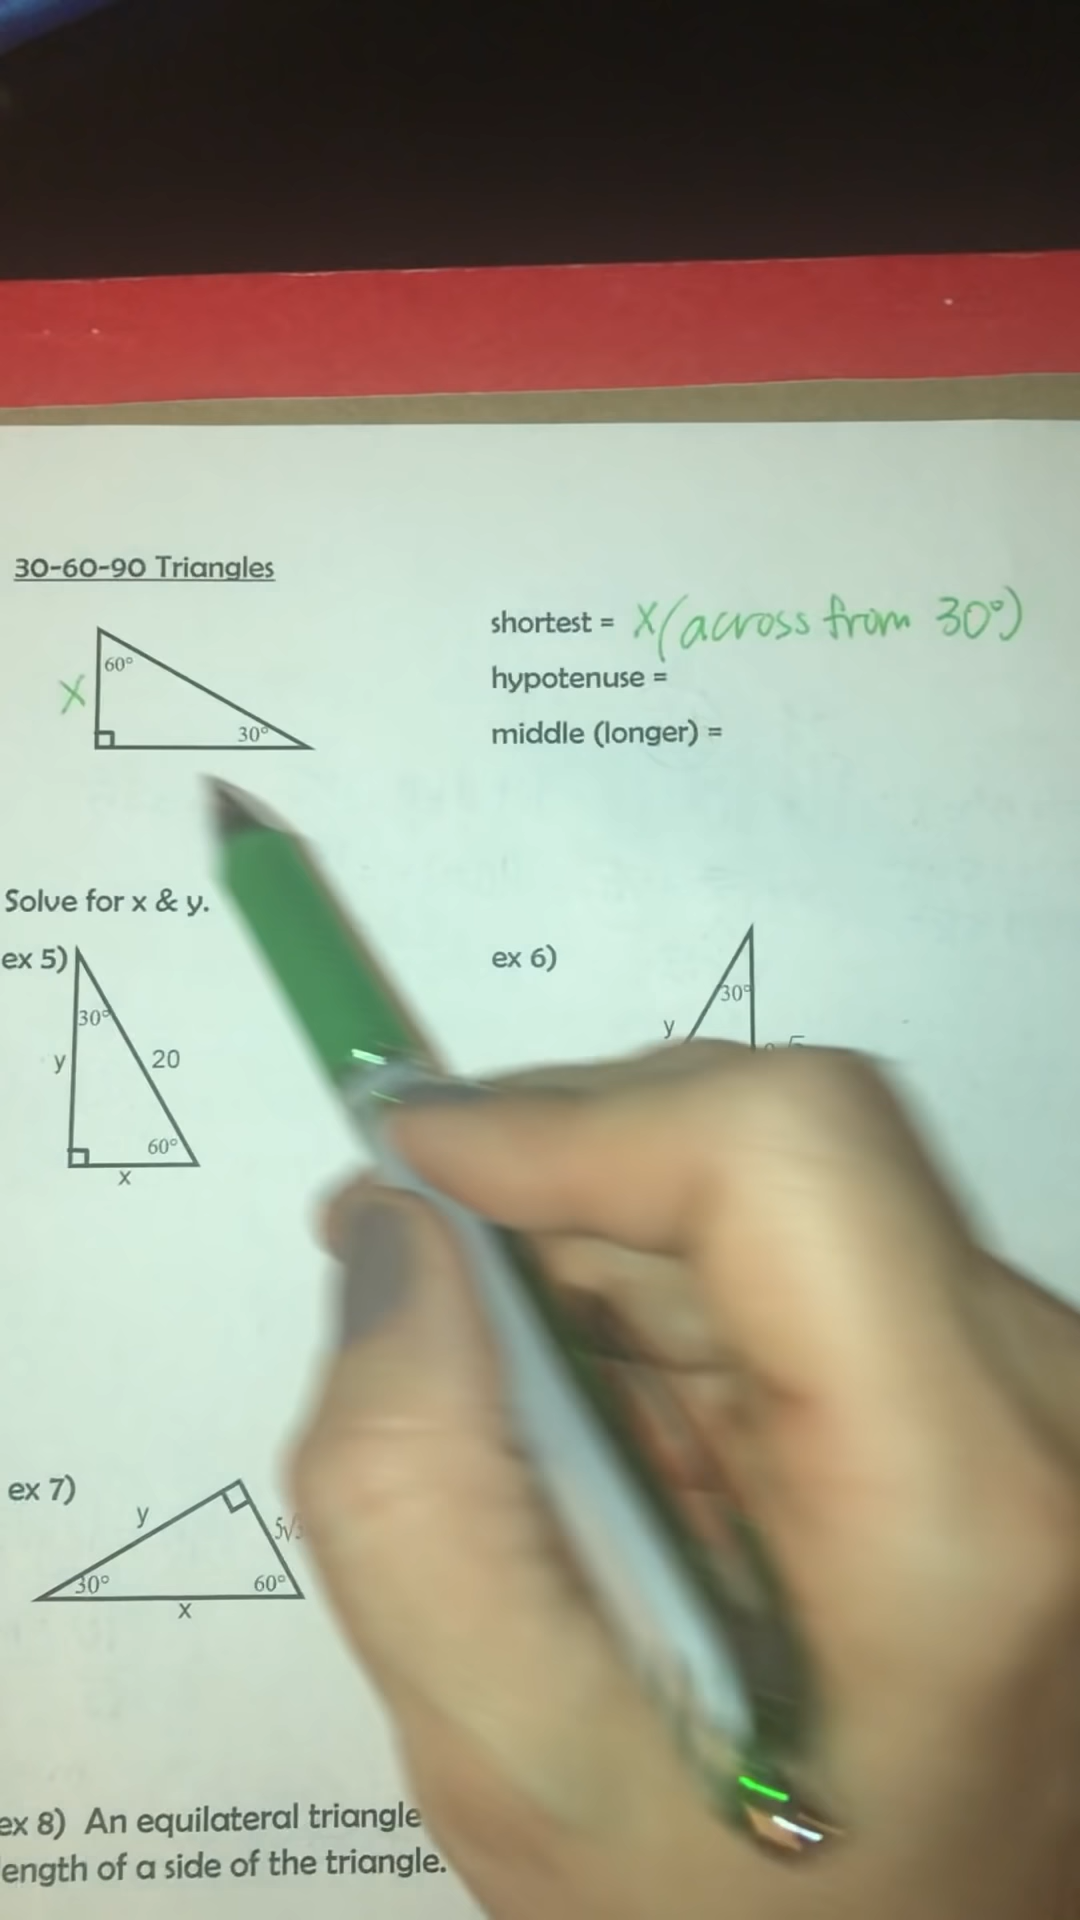 30-60-90 Triangles
shortest = x (across from 30°)
hypotenuse =
middle (longer) =
60°
X
30°
Solve for x & y.
ex 5)
30°
y
20
60°
x
ex 6)
30°
y
ex 7)
y
30°
60°
x
ex 8) An equilateral triangle
length of a side of the triangle.